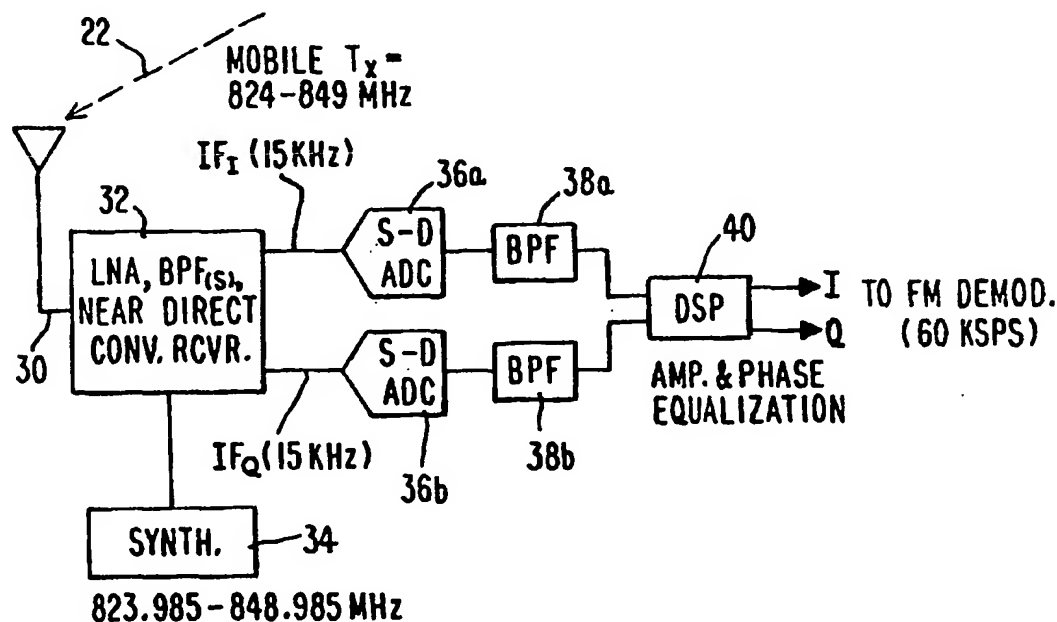 22
MOBILE Tx =
824-849 MHz
IFI (15KHz)
36a
38a
32
S-D
ADC
BPF
40
LNA, BPF(S),
NEAR DIRECT
CONV. RCVR.
DSP
I
Q
TO FM DEMOD.
(60 KSPS)
30
S-D
ADC
BPF
AMP. & PHASE
EQUALIZATION
IFQ (15KHz)
36b
38b
SYNTH.
34
823.985-848.985 MHz